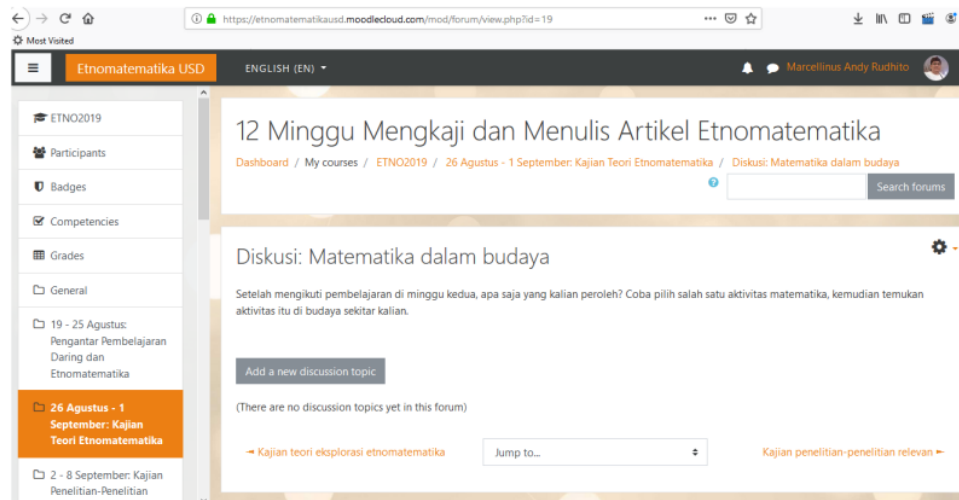 https://etnomatematikausd.moodlecloud.com/mod/forum/view.php?id=19
Most Visited
Etnomatematika USD
ENGLISH (EN)
Marcellinus Andy Rudhito
ETNO2019
Participants
Badges
Competencies
Grades
General
19 - 25 Agustus:
Pengantar Pembelajaran
Daring dan
Etnomatematika
26 Agustus - 1
September: Kajian
Teori Etnomatematika
2 - 8 September: Kajian
Penelitian-Penelitian
12 Minggu Mengkaji dan Menulis Artikel Etnomatematika
Dashboard / My courses / ETNO2019 / 26 Agustus - 1 September: Kajian Teori Etnomatematika / Diskusi: Matematika dalam budaya
Search forums
Diskusi: Matematika dalam budaya
Setelah mengikuti pembelajaran di minggu kedua, apa saja yang kalian peroleh? Coba pilih salah satu aktivitas matematika, kemudian temukan
aktivitas itu di budaya sekitar kalian.
Add a new discussion topic
(There are no discussion topics yet in this forum)
◄ Kajian teori eksplorasi etnomatematika
Jump to...
Kajian penelitian-penelitian relevan ►